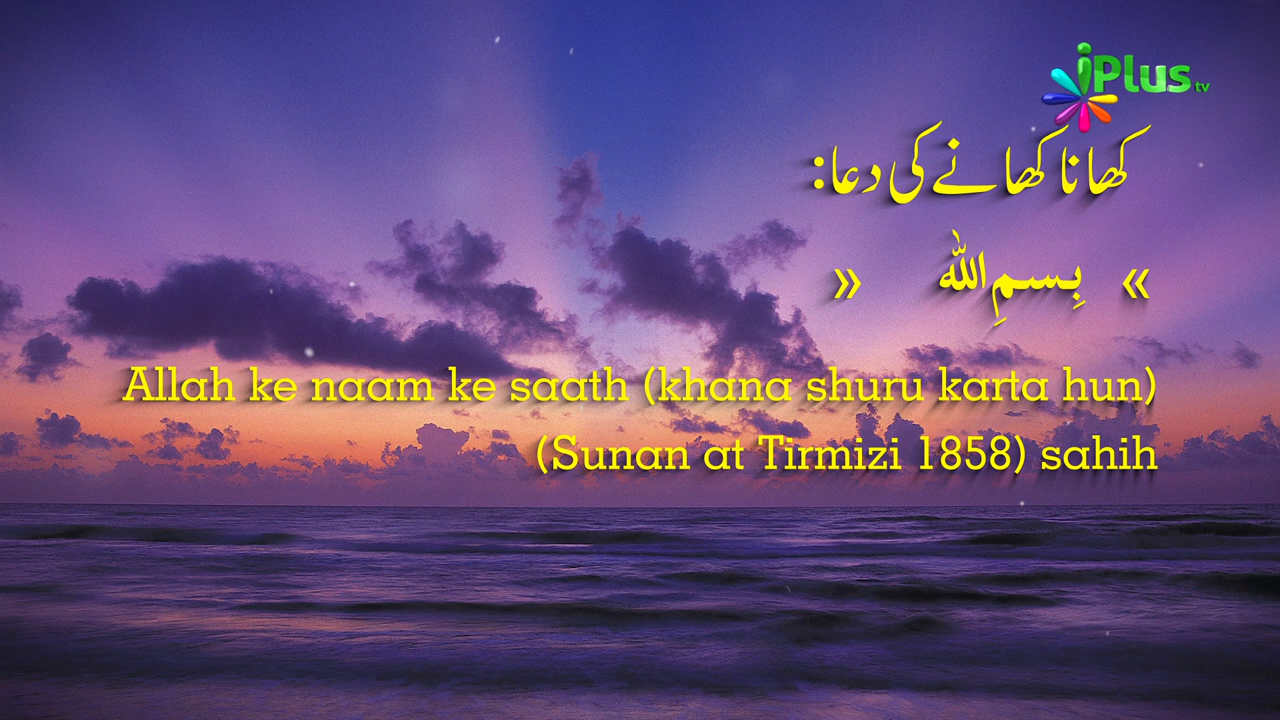 iPlus tv
کھانا کھانے کی دعا:
« بِسمِ اللہ »
Allah ke naam ke saath (khana shuru karta hun)
(Sunan at Tirmizi 1858) sahih